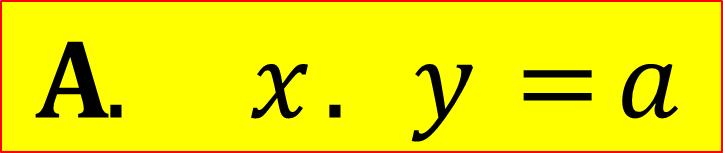 A. x . y = a